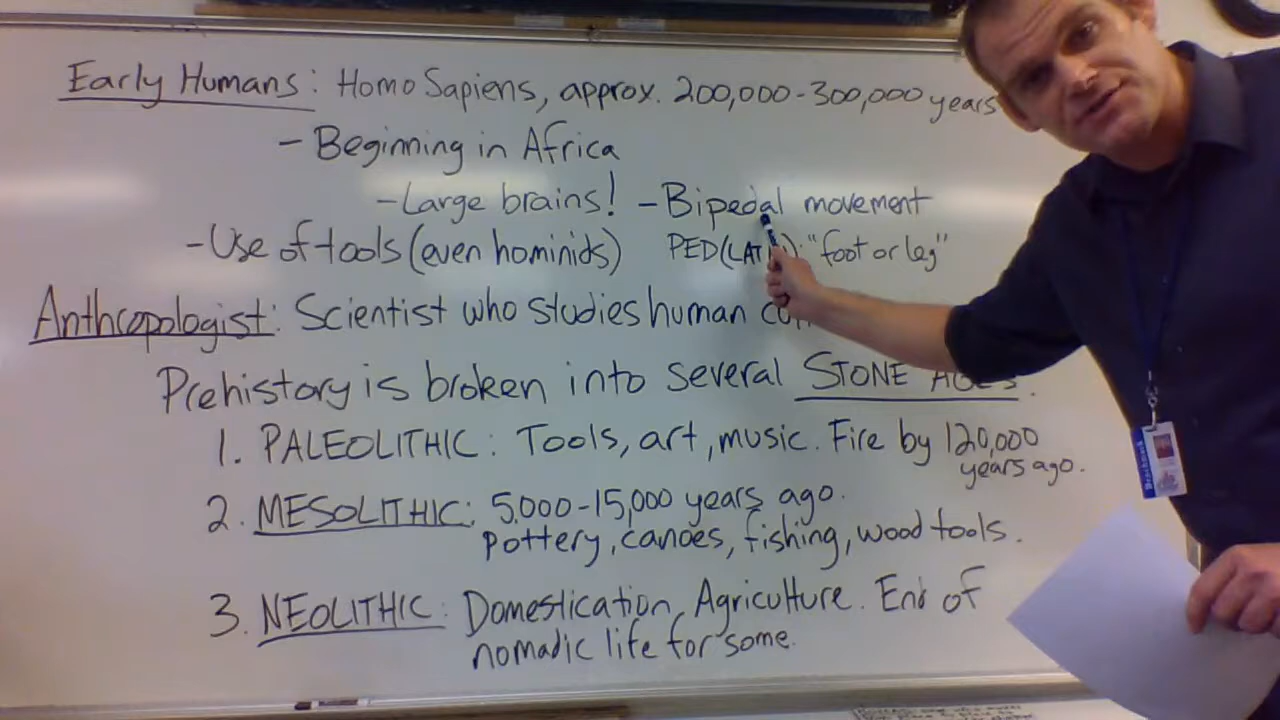 Early Humans: Homo Sapiens, approx. 200,000-300,000 years
- Beginning in Africa
- Large brains! - Bipedal movement
- Use of tools (even hominids) PED(LAT): "foot or leg"
Anthropologist: Scientist who studies human
Prehistory is broken into several STONE AGES.
1. PALEOLITHIC: Tools, art, music. Fire by 120,000
years ago.
2. MESOLITHIC: 5,000-15,000 years ago.
pottery, canoes, fishing, wood tools.
3. NEOLITHIC: Domestication, Agriculture. End of
nomadic life for some.